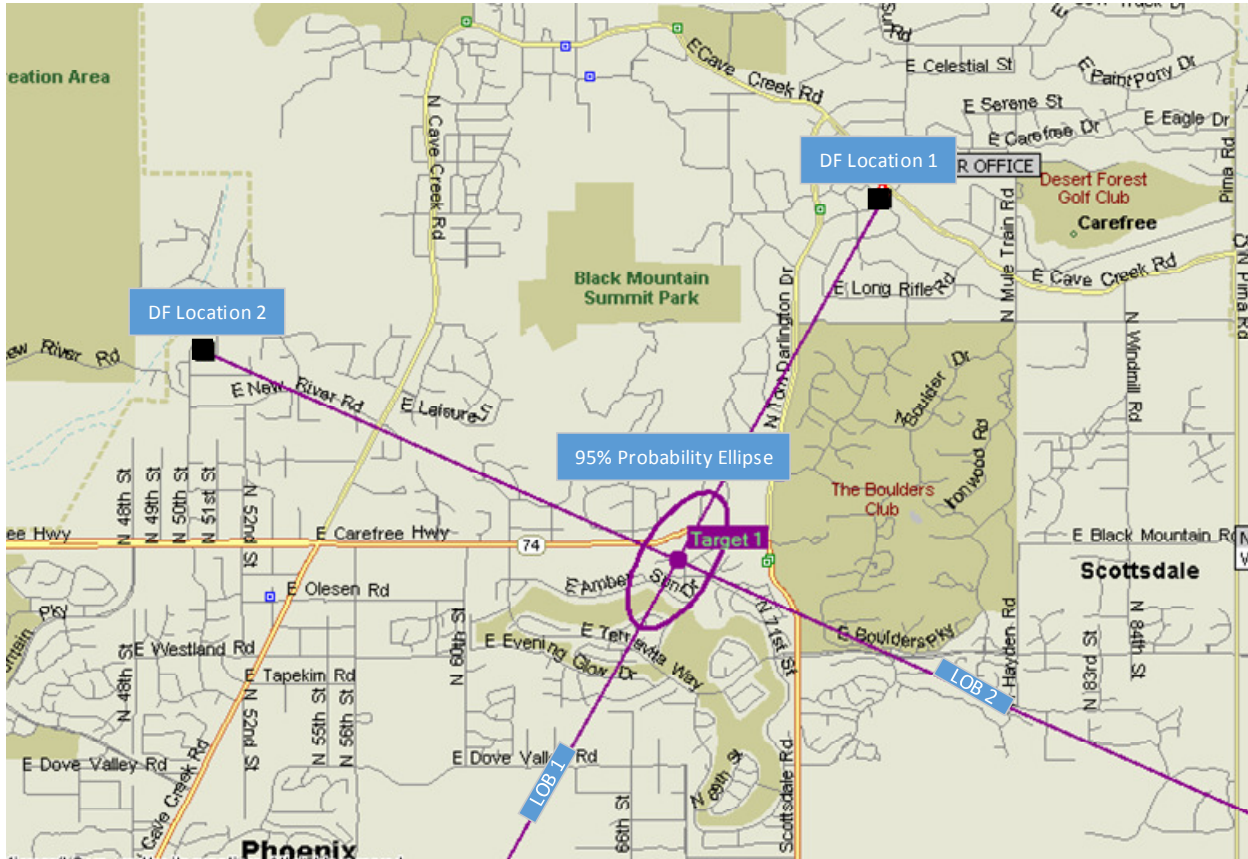 E Cave Creek Rd
E Celestial St
E Paint Pony Dr
E Serene St
E Carefree Dr
E Eagle Dr
Pima Rd
reation Area
N Cave Creek Rd
DF Location 1
R OFFICE
Desert Forest
Golf Club
Carefree
N Mule Train Rd
E Cave Creek Rd
N Pima Rd
Black Mountain
Summit Park
E Long Rifle Rd
N Tom Darlington Dr
N Windmill Rd
DF Location 2
ew River Rd
E New River Rd
E Leisure Ln
N Boulder Dr
Ironwood Rd
95% Probability Ellipse
The Boulders
Club
N 48th St
N 49th St
N 50th St
N 51st St
N 52nd St
ee Hwy
E Carefree Hwy
74
Target 1
E Black Mountain Rd
Scottsdale
E Olesen Rd
E Amber Sun Dr
N 71st St
E Terravita Way
E Evening Glow Dr
E Boulders Pky
N 60th St
E Westland Rd
N 48th St
E Tapekim Rd
N 52nd St
N 55th St
N 56th St
Hayden Rd
N 83rd St
N 84th St
LOB 2
LOB 1
E Dove Valley Rd
Cave Creek Rd
E Dove Valley Rd
N 69th St
66th St
Scottsdale Rd
Phoenix